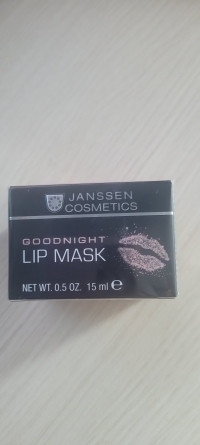 JANSSEN
COSMETICS
GOODNIGHT
LIP MASK
NET WT. 0.5 OZ. 15 ml ℮